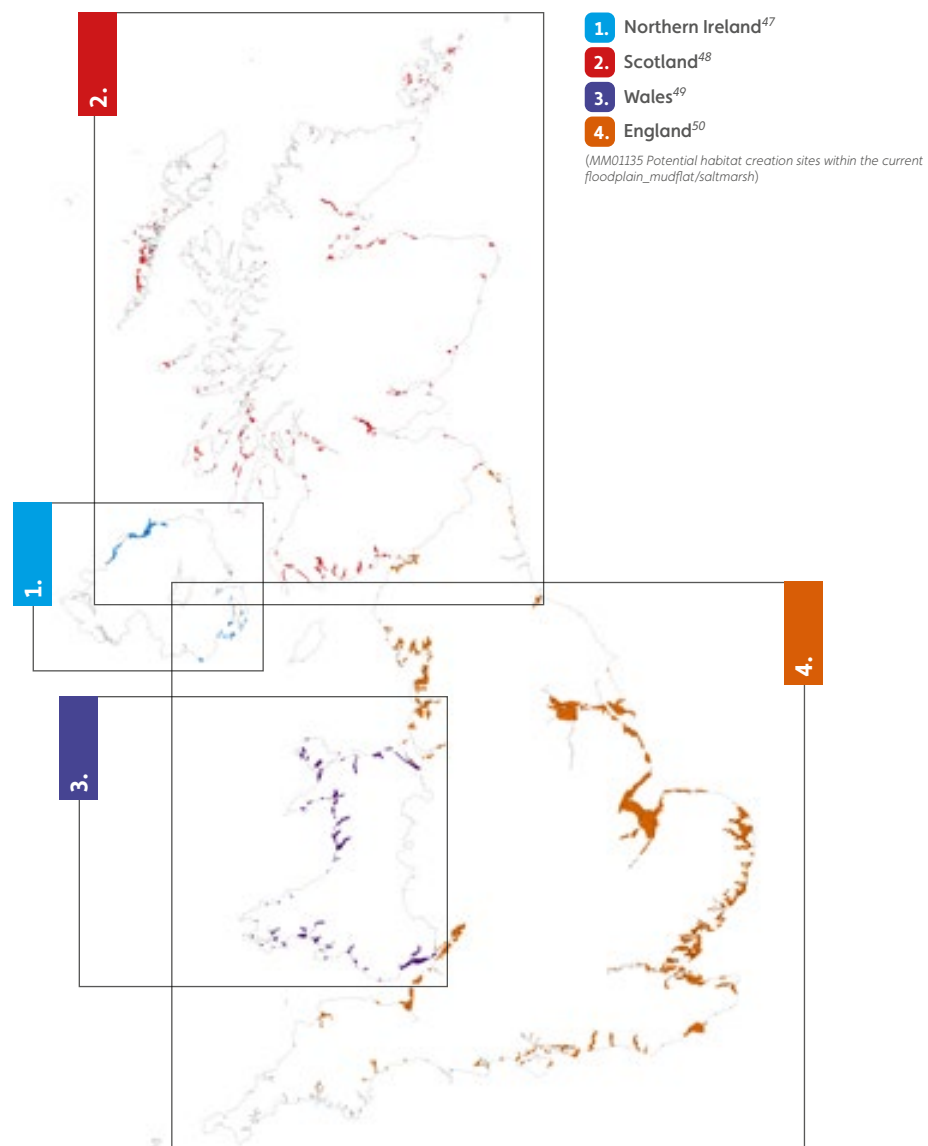 1. Northern Ireland47
2. Scotland48
3. Wales49
4. England50
(MM01135 Potential habitat creation sites within the current
floodplain_mudflat/saltmarsh)
2.
1.
4.
3.